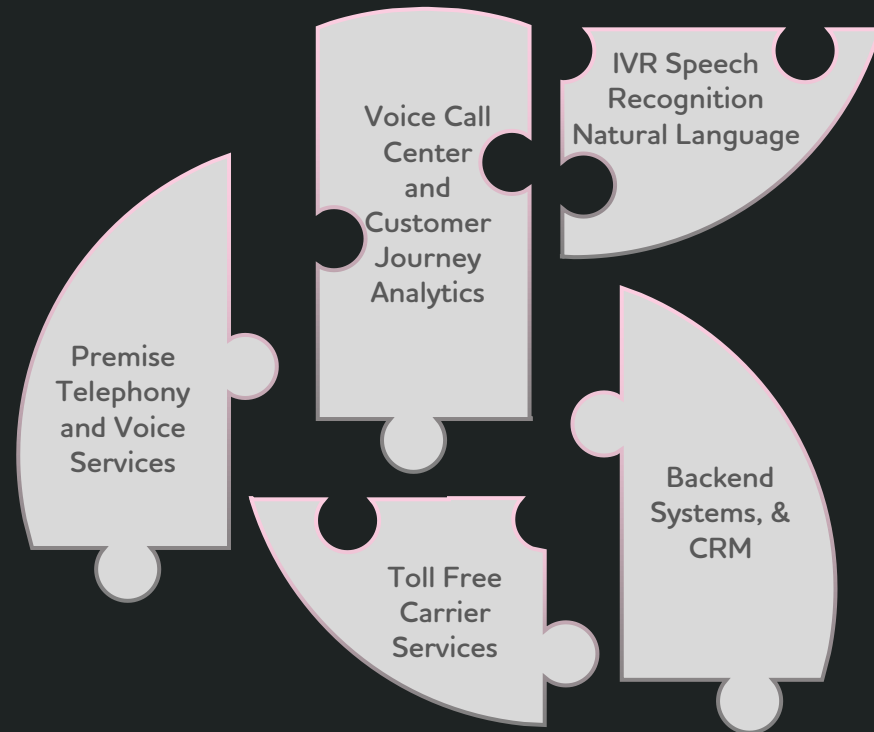 Voice Call
Center
and
Customer
Journey
Analytics
IVR Speech
Recognition
Natural Language
Premise
Telephony
and Voice
Services
Backend
Systems, &
CRM
Toll Free
Carrier
Services